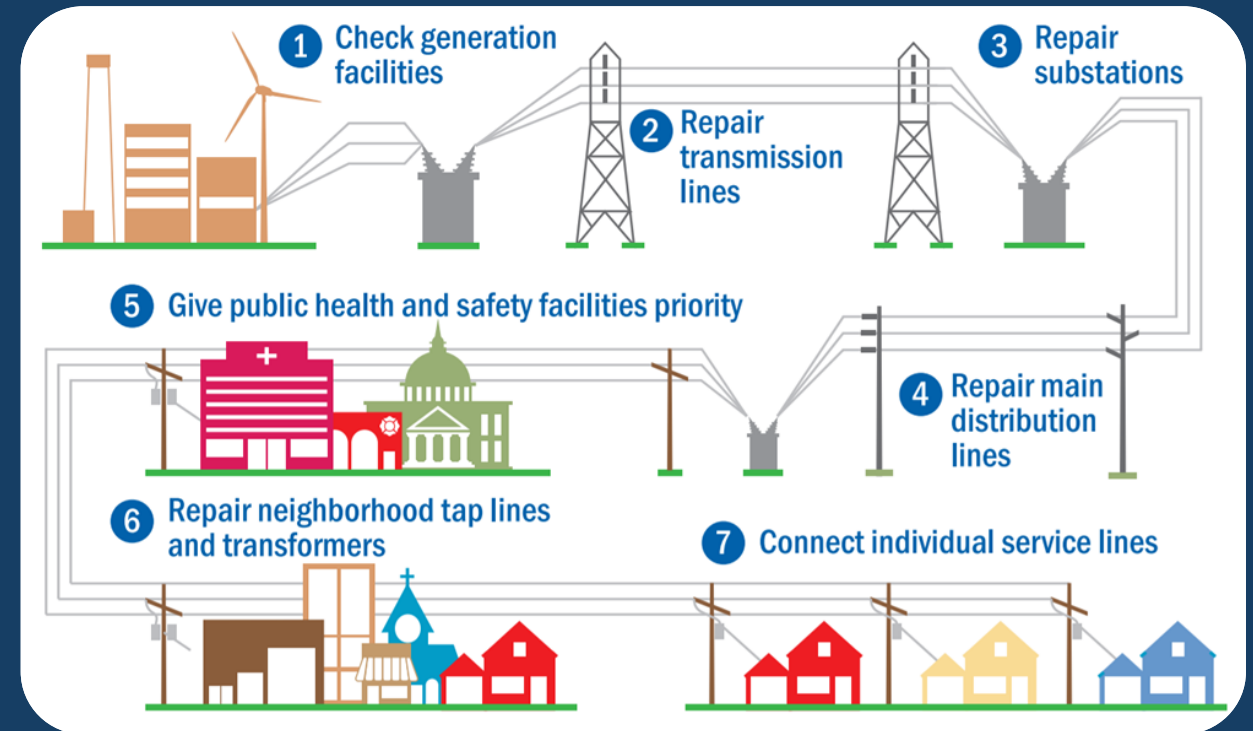 1
Check generation
facilities
2
Repair
transmission
lines
3
Repair
substations
4
Repair main
distribution
lines
5
Give public health and safety facilities priority
6
Repair neighborhood tap lines
and transformers
7
Connect individual service lines